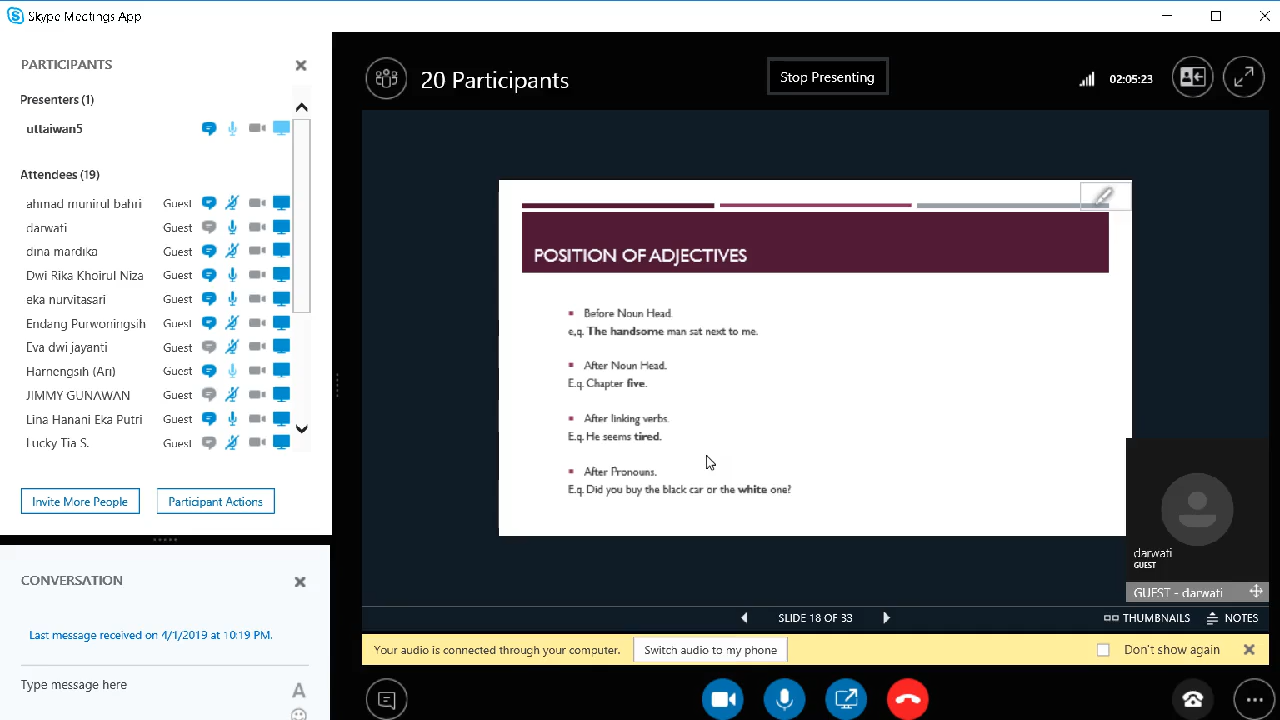 Skype Meetings App
PARTICIPANTS
Presenters (1)
uttaiwan5
Attendees (19)
ahmad munirul bahri Guest
darwati Guest
dina mardika Guest
Dwi Rika Khoirul Niza Guest
eka nurvitasari Guest
Endang Purwoningsih Guest
Eva dwi jayanti Guest
Harnengsih (Ari) Guest
JIMMY GUNAWAN Guest
Lina Hanani Eka Putri Guest
Lucky Tia S. Guest
Invite More People Participant Actions
CONVERSATION
Last message received on 4/1/2019 at 10:19 PM.
Type message here
A
20 Participants
Stop Presenting
02:05:23
POSITION OF ADJECTIVES
Before Noun Head.
e,g. The handsome man sat next to me.
After Noun Head.
E.g. Chapter five.
After linking verbs.
E.g. He seems tired.
After Pronouns.
E.g. Did you buy the black car or the white one?
darwati
GUEST
GUEST - darwati
SLIDE 18 OF 33
THUMBNAILS NOTES
Your audio is connected through your computer. Switch audio to my phone Don't show again